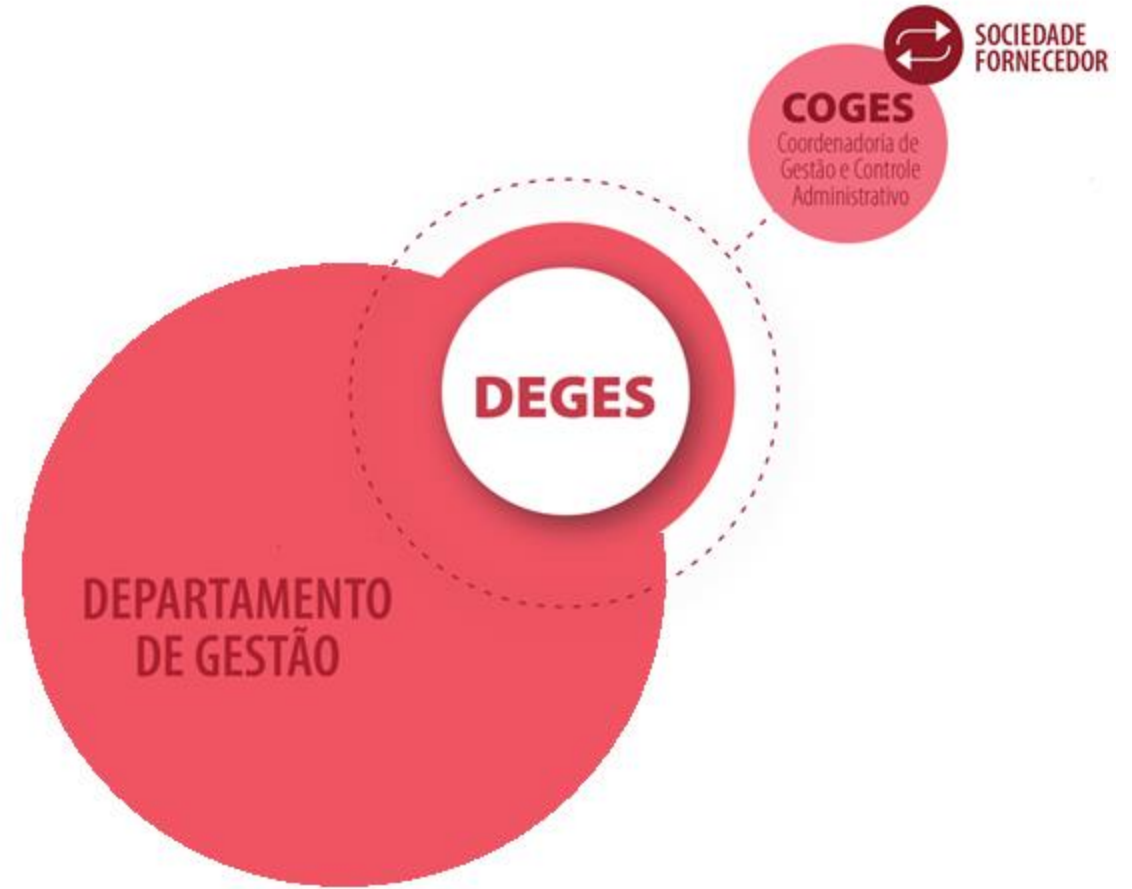 SOCIEDADE
FORNECEDOR
COGES
Coordenadoria de
Gestão e Controle
Administrativo
DEGES
DEPARTAMENTO
DE GESTÃO